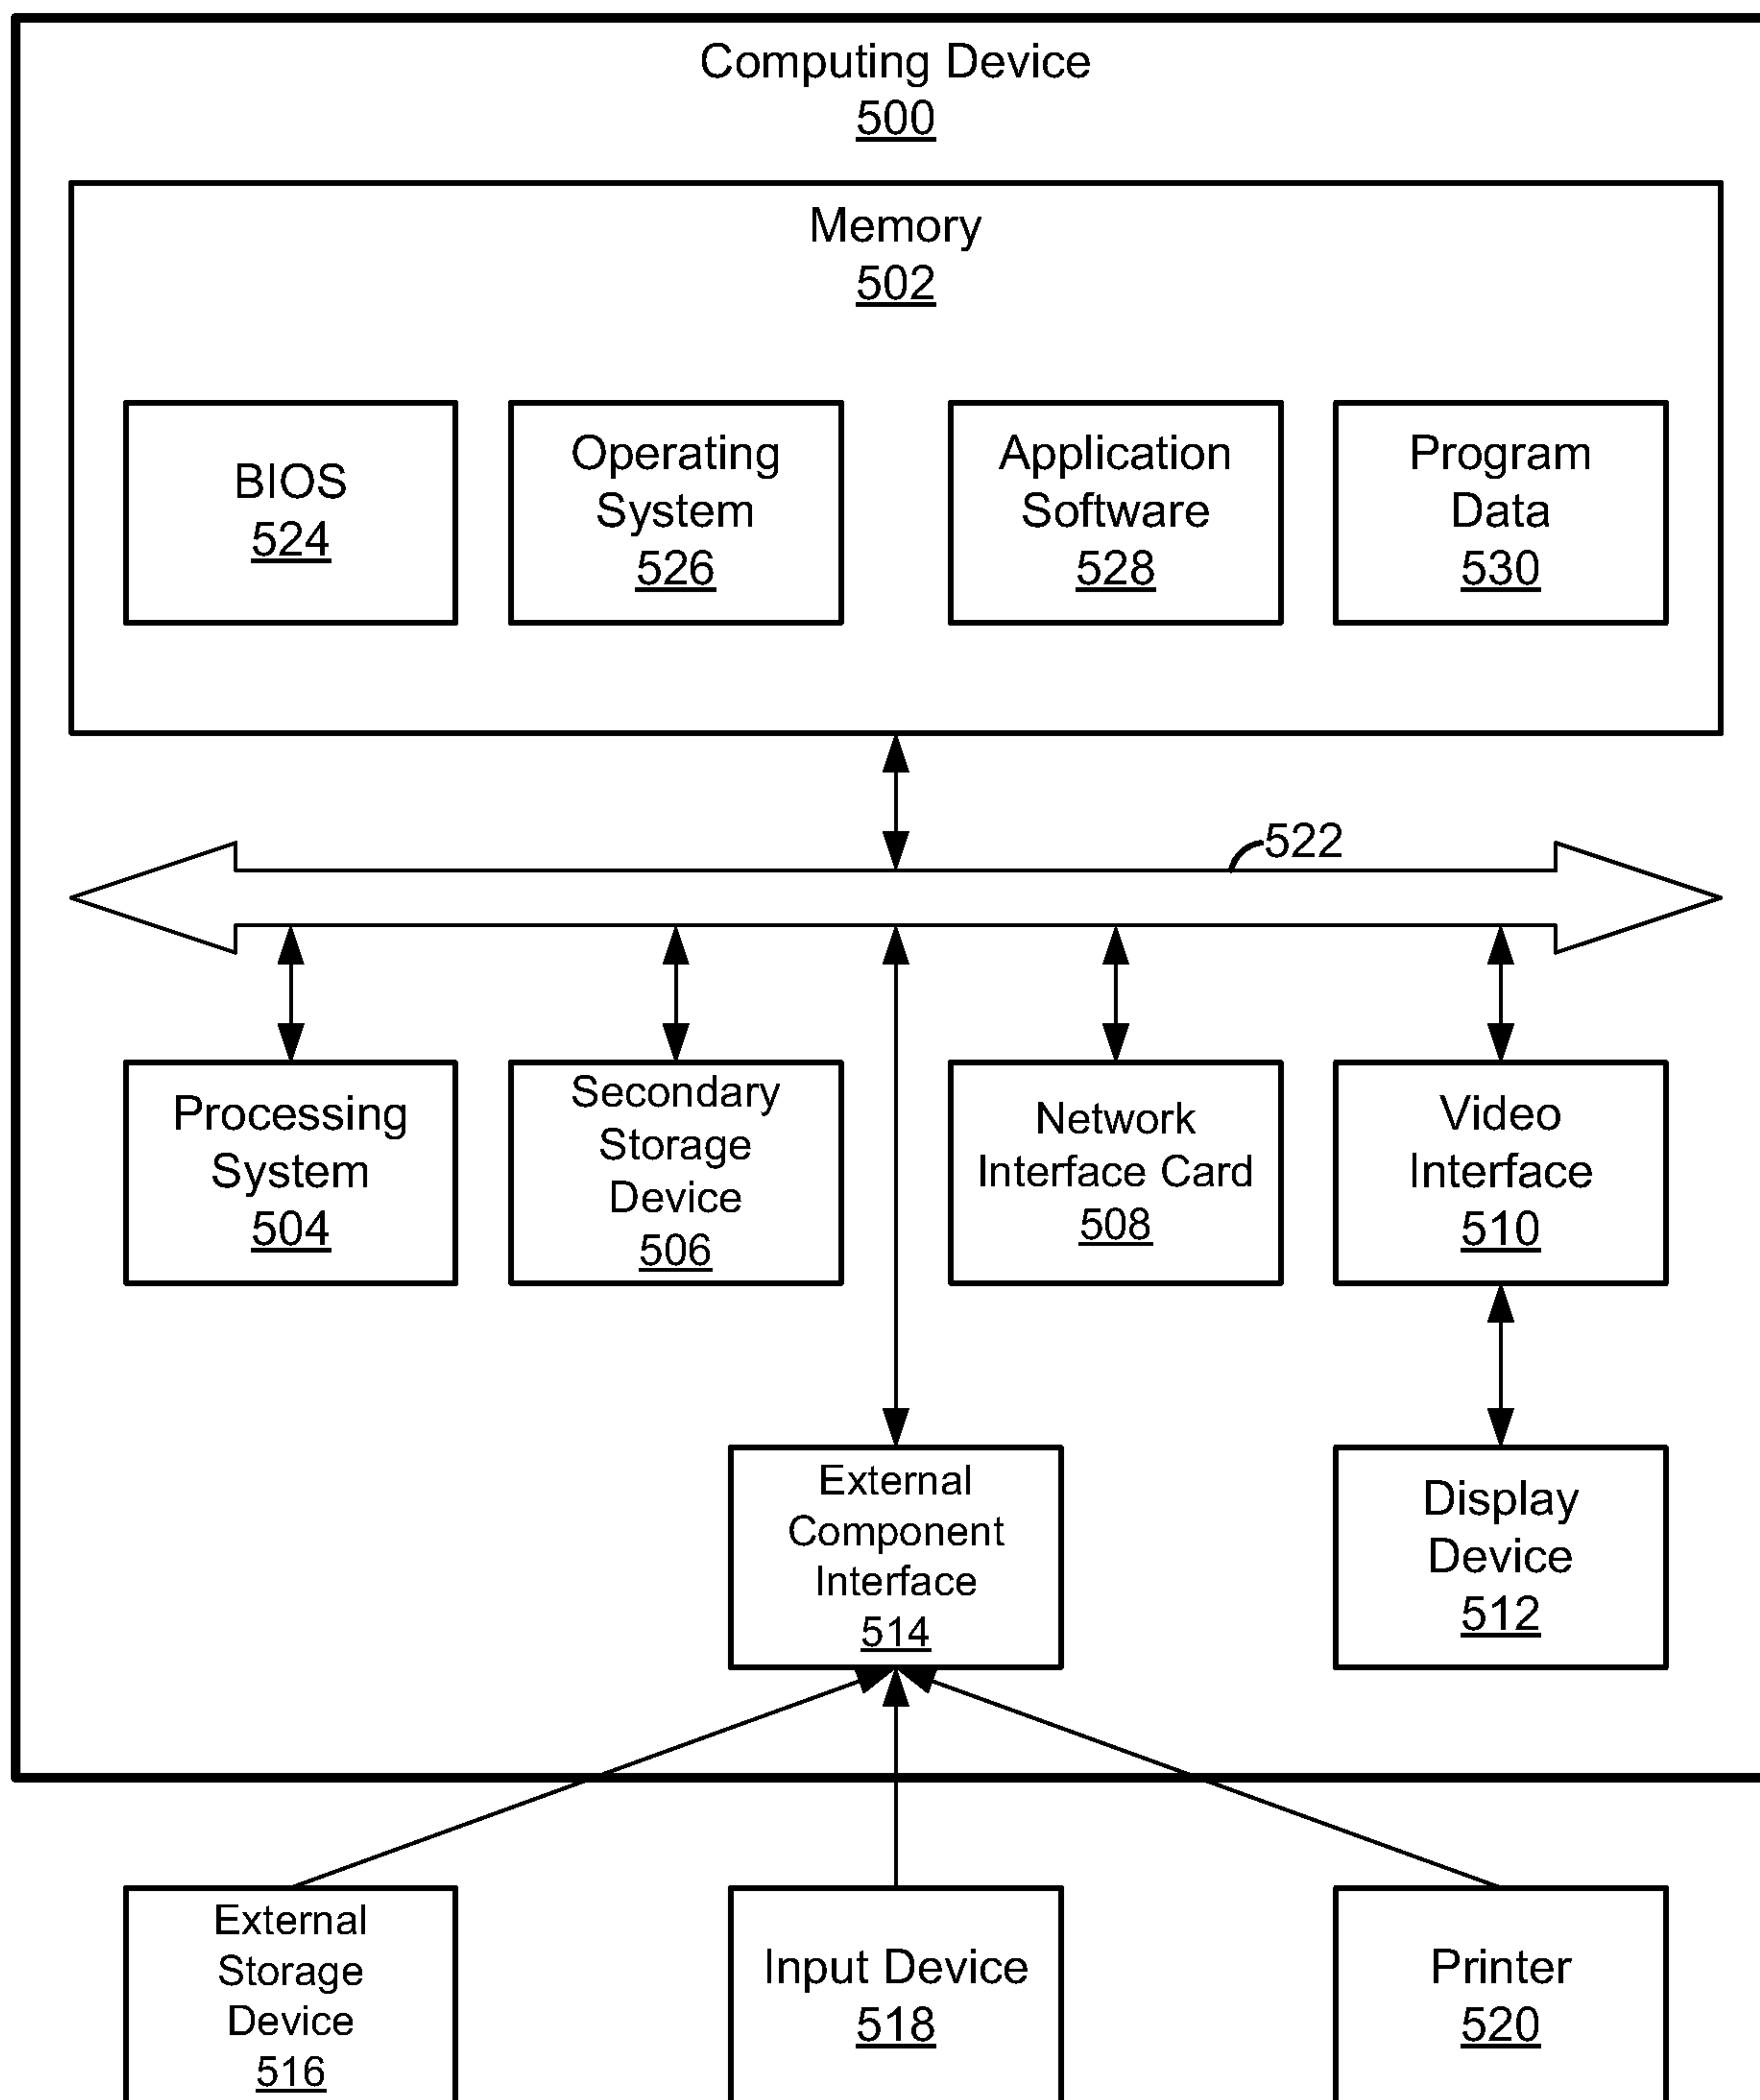 Computing Device
500
Memory
502
BIOS
524
Operating
System
526
Application
Software
528
Program
Data
530
522
Processing
System
504
Secondary
Storage
Device
506
Network
Interface Card
508
Video
Interface
510
External
Component
Interface
514
Display
Device
512
External
Storage
Device
516
Input Device
518
Printer
520